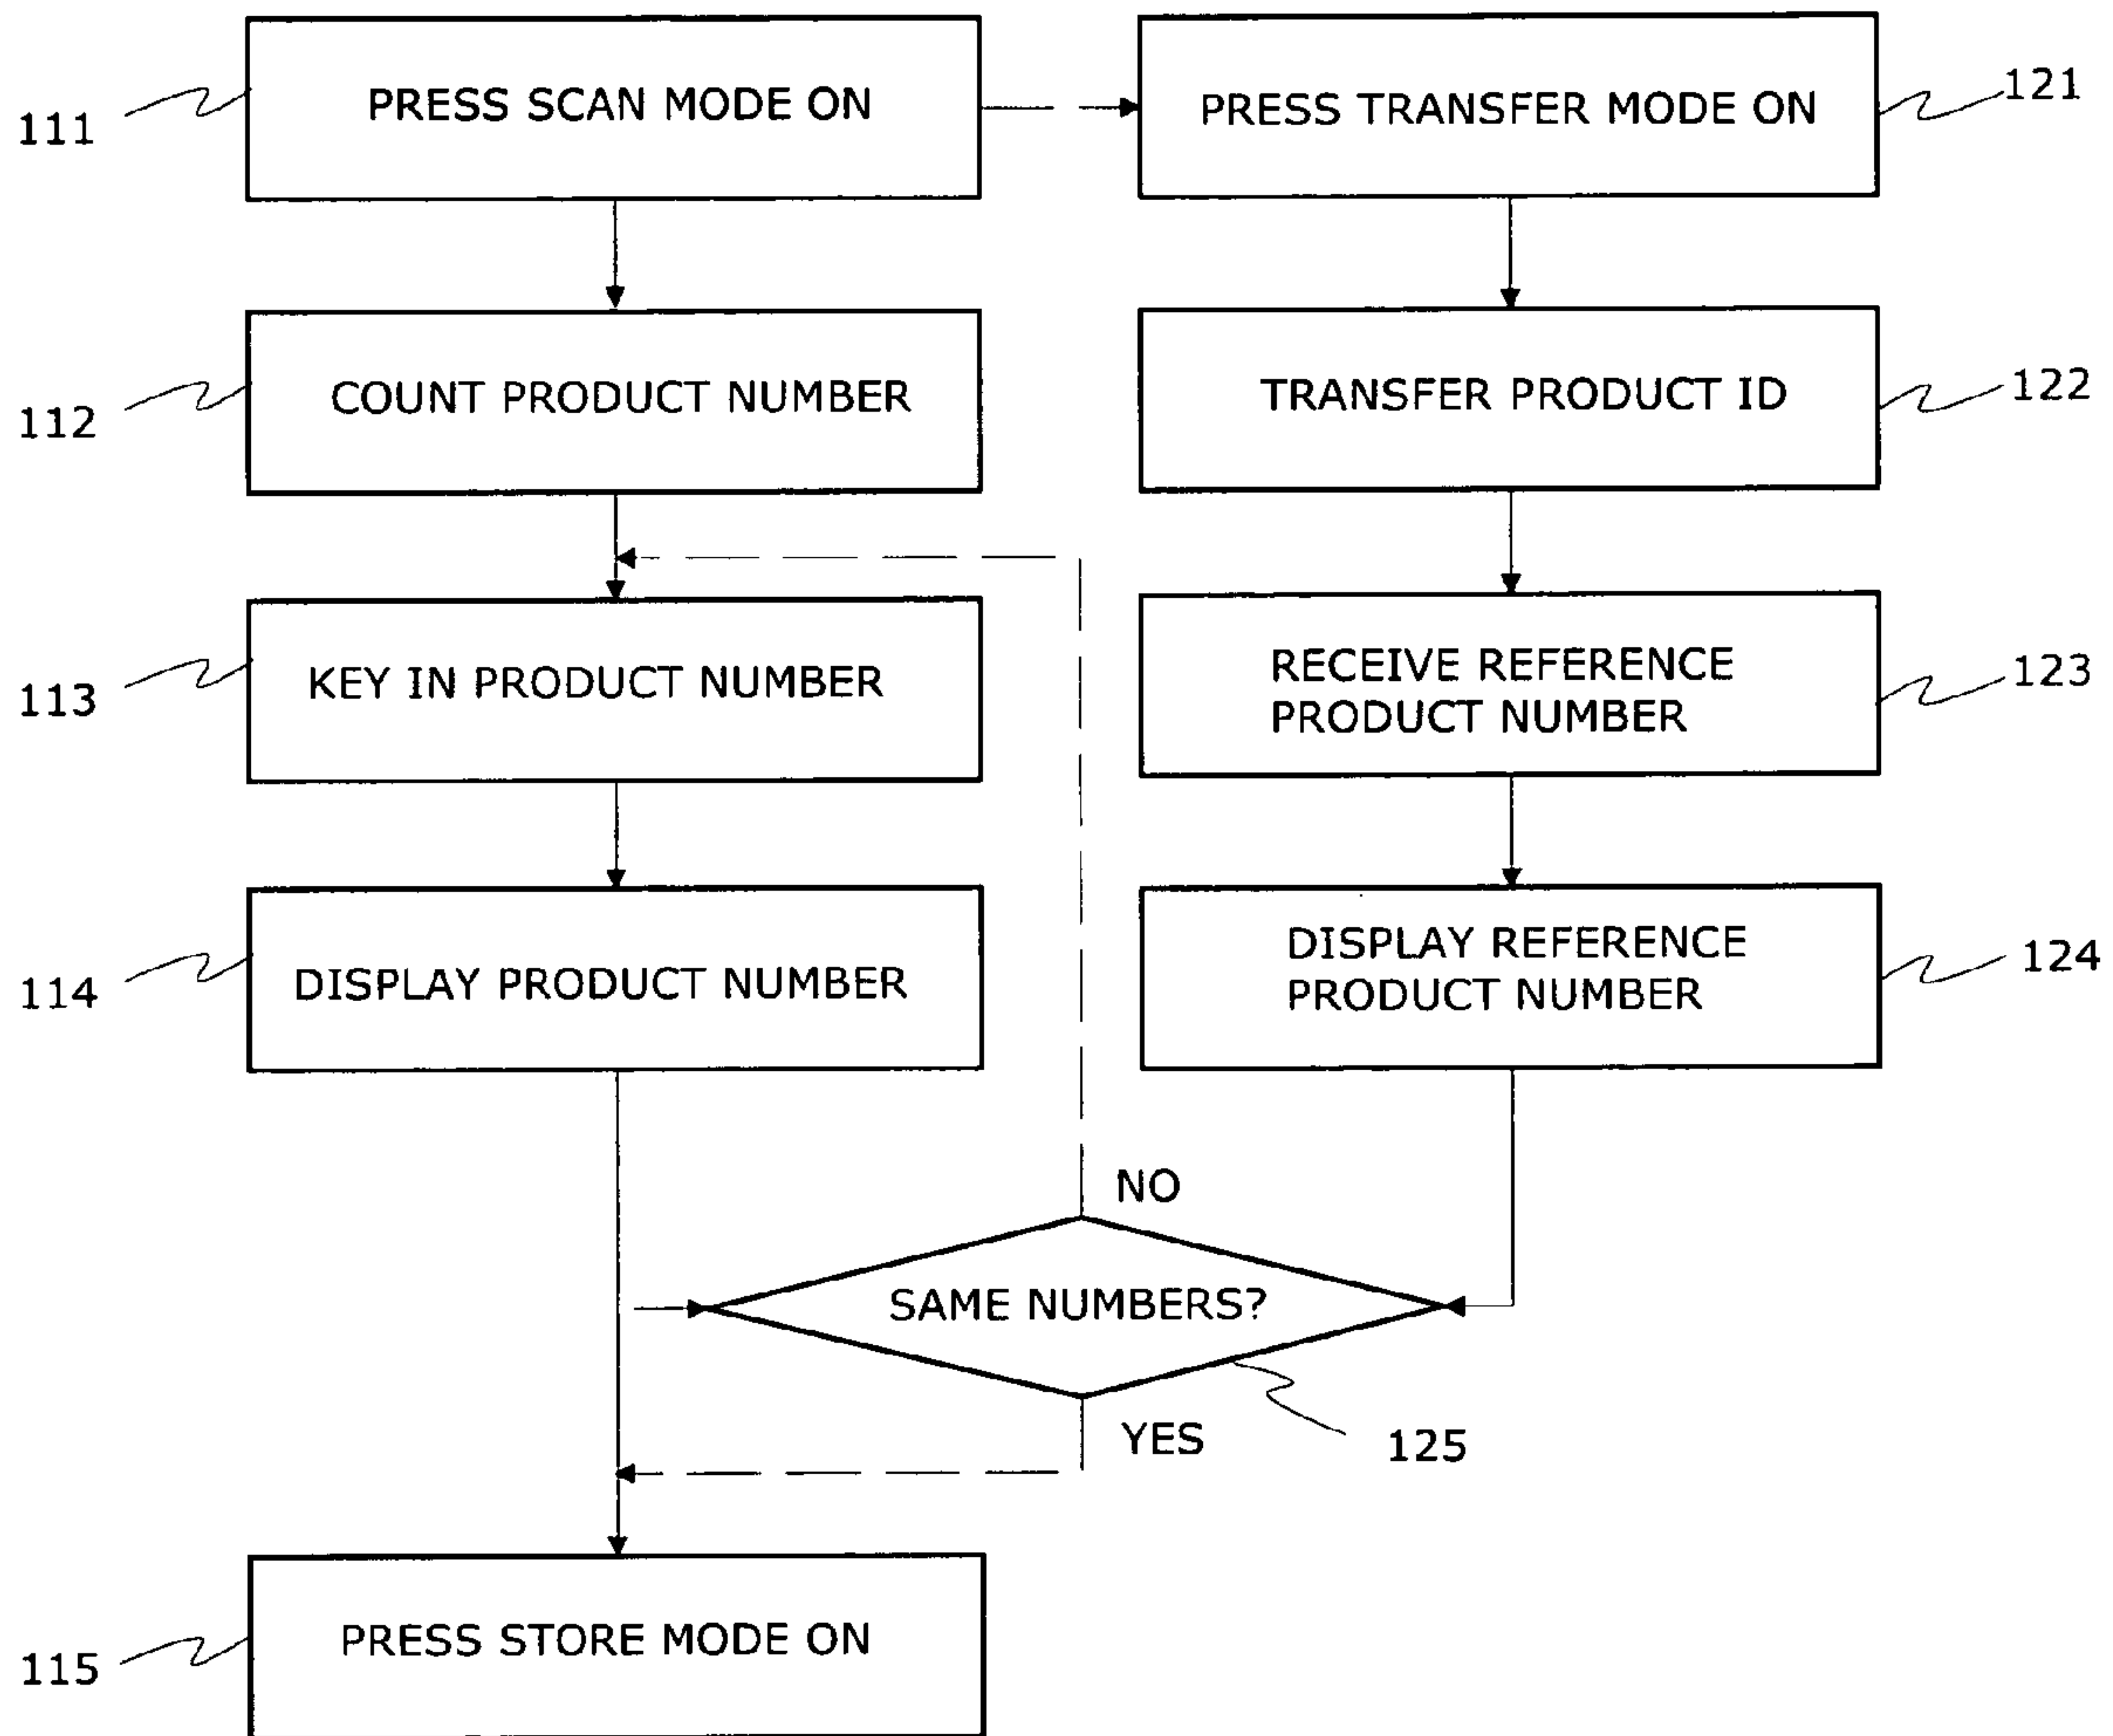 PRESS SCAN MODE ON
111
PRESS TRANSFER MODE ON
121
COUNT PRODUCT NUMBER
112
TRANSFER PRODUCT ID
122
KEY IN PRODUCT NUMBER
113
RECEIVE REFERENCE
PRODUCT NUMBER
123
DISPLAY PRODUCT NUMBER
114
DISPLAY REFERENCE
PRODUCT NUMBER
124
NO
SAME NUMBERS?
YES
125
PRESS STORE MODE ON
115